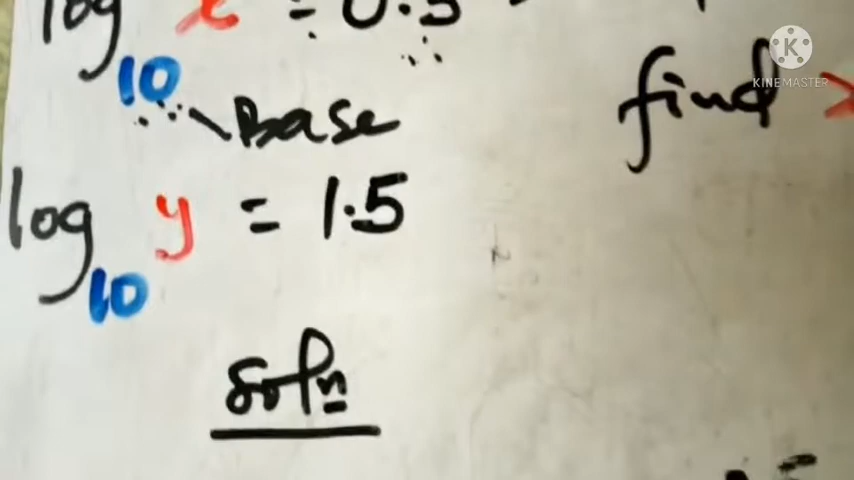 log₁₀ x = 0.5
Base
find x
log₁₀ y = 1.5
Soln
KINEMASTER